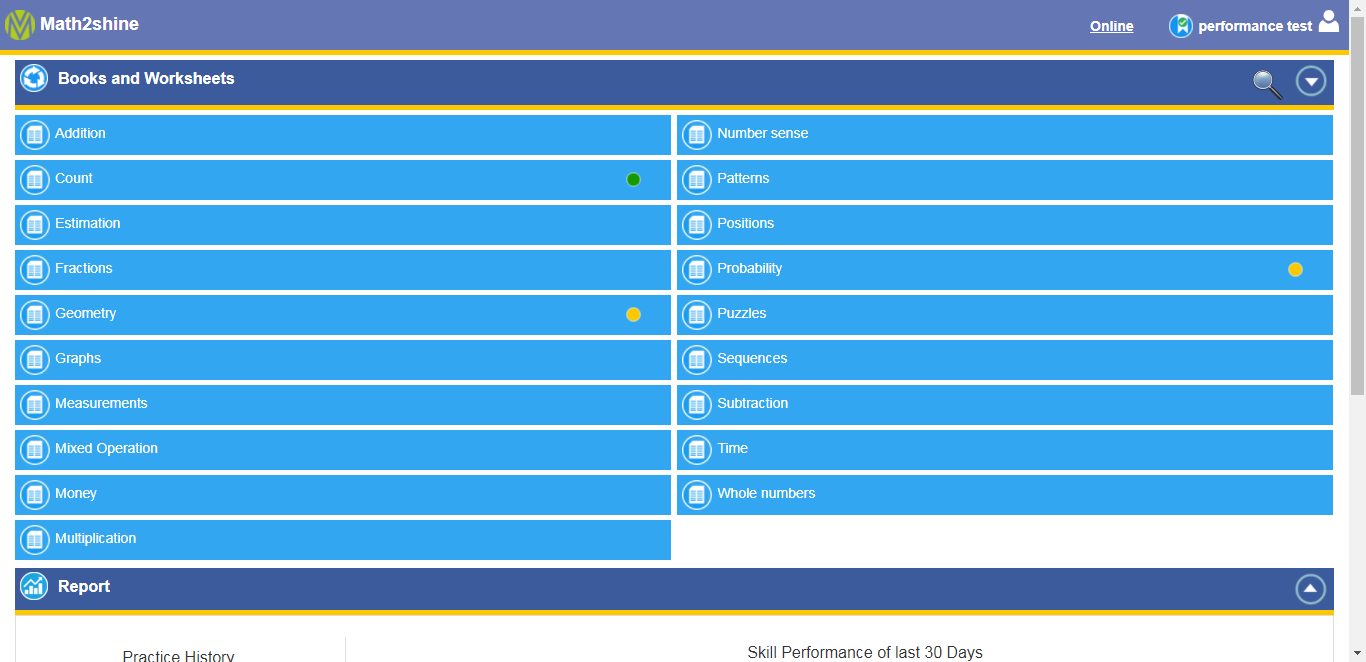 Math2shine
Online
performance test
Books and Worksheets
Addition
Number sense
Count
Patterns
Estimation
Positions
Fractions
Probability
Geometry
Puzzles
Graphs
Sequences
Measurements
Subtraction
Mixed Operation
Time
Money
Whole numbers
Multiplication
Report
Practice History
Skill Performance of last 30 Days